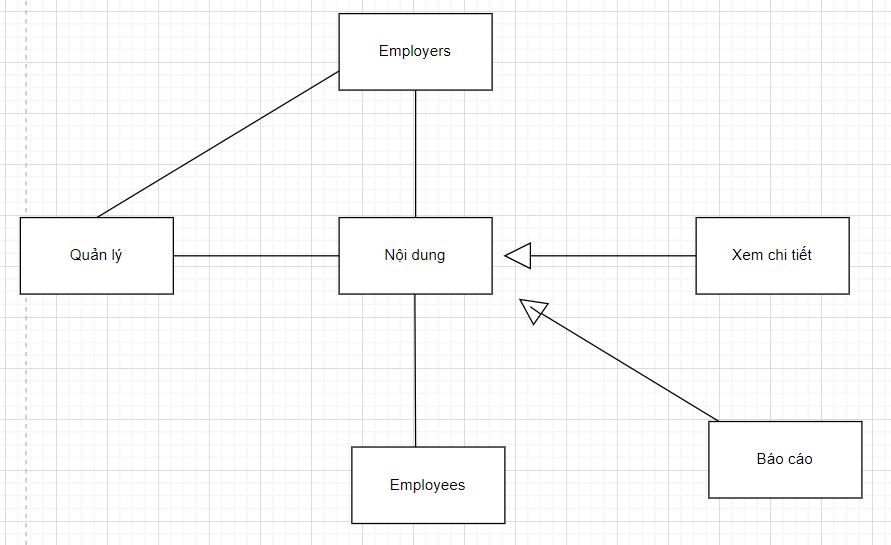 Employers
Quản lý
Nội dung
Xem chi tiết
Báo cáo
Employees